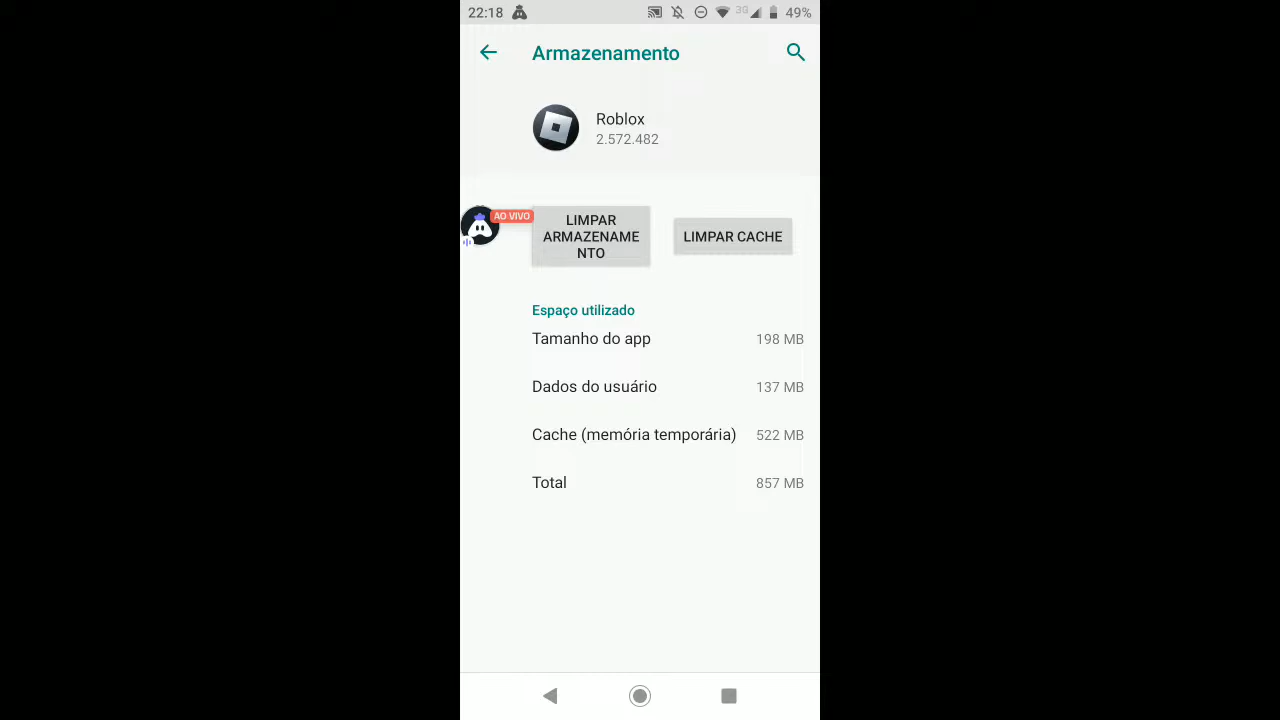 22:18
3G
49%
Armazenamento
Roblox
2.572.482
AO VIVO
LIMPAR
ARMAZENAME
NTO
LIMPAR CACHE
Espaço utilizado
Tamanho do app 198 MB
Dados do usuário 137 MB
Cache (memória temporária) 522 MB
Total 857 MB